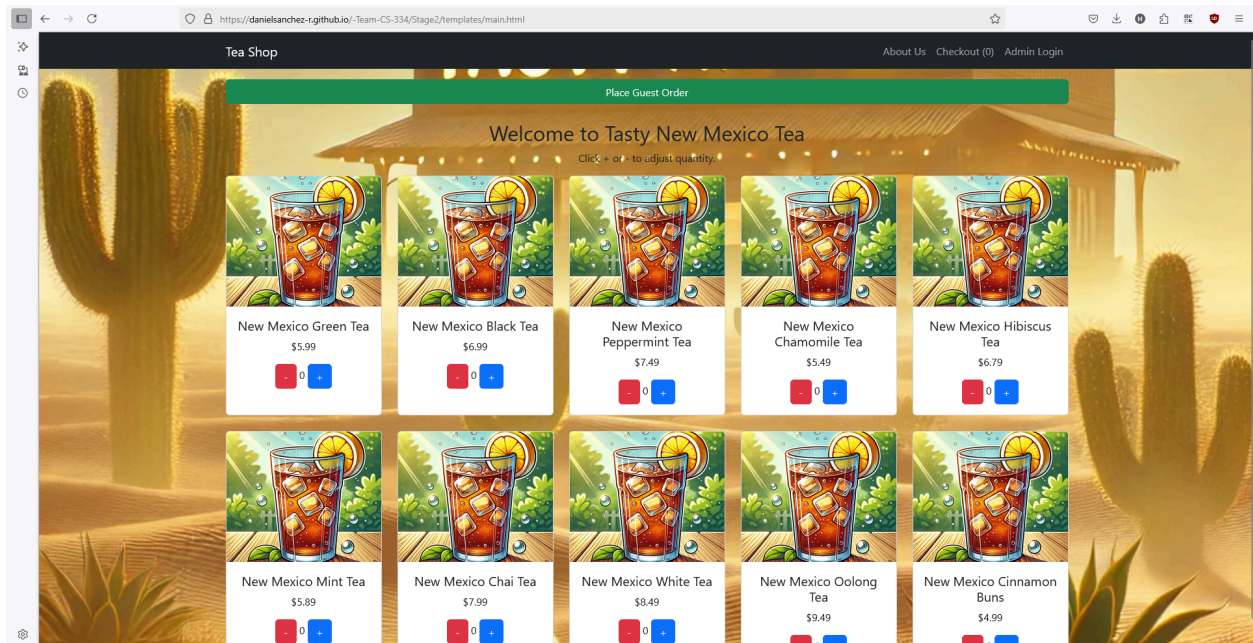 https://danielsanchez-r.github.io/-Team-CS-334/Stage2/templates/main.html
Tea Shop
About Us Checkout (0) Admin Login
Place Guest Order
Welcome to Tasty New Mexico Tea
Click + or - to adjust quantity.
New Mexico Green Tea
$5.99
- 0 +
New Mexico Black Tea
$6.99
- 0 +
New Mexico
Peppermint Tea
$7.49
- 0 +
New Mexico
Chamomile Tea
$5.49
- 0 +
New Mexico Hibiscus
Tea
$6.79
- 0 +
New Mexico Mint Tea
$5.89
- 0 +
New Mexico Chai Tea
$7.99
- 0 +
New Mexico White Tea
$8.49
- 0 +
New Mexico Oolong
Tea
$9.49
New Mexico Cinnamon
Buns
$4.99